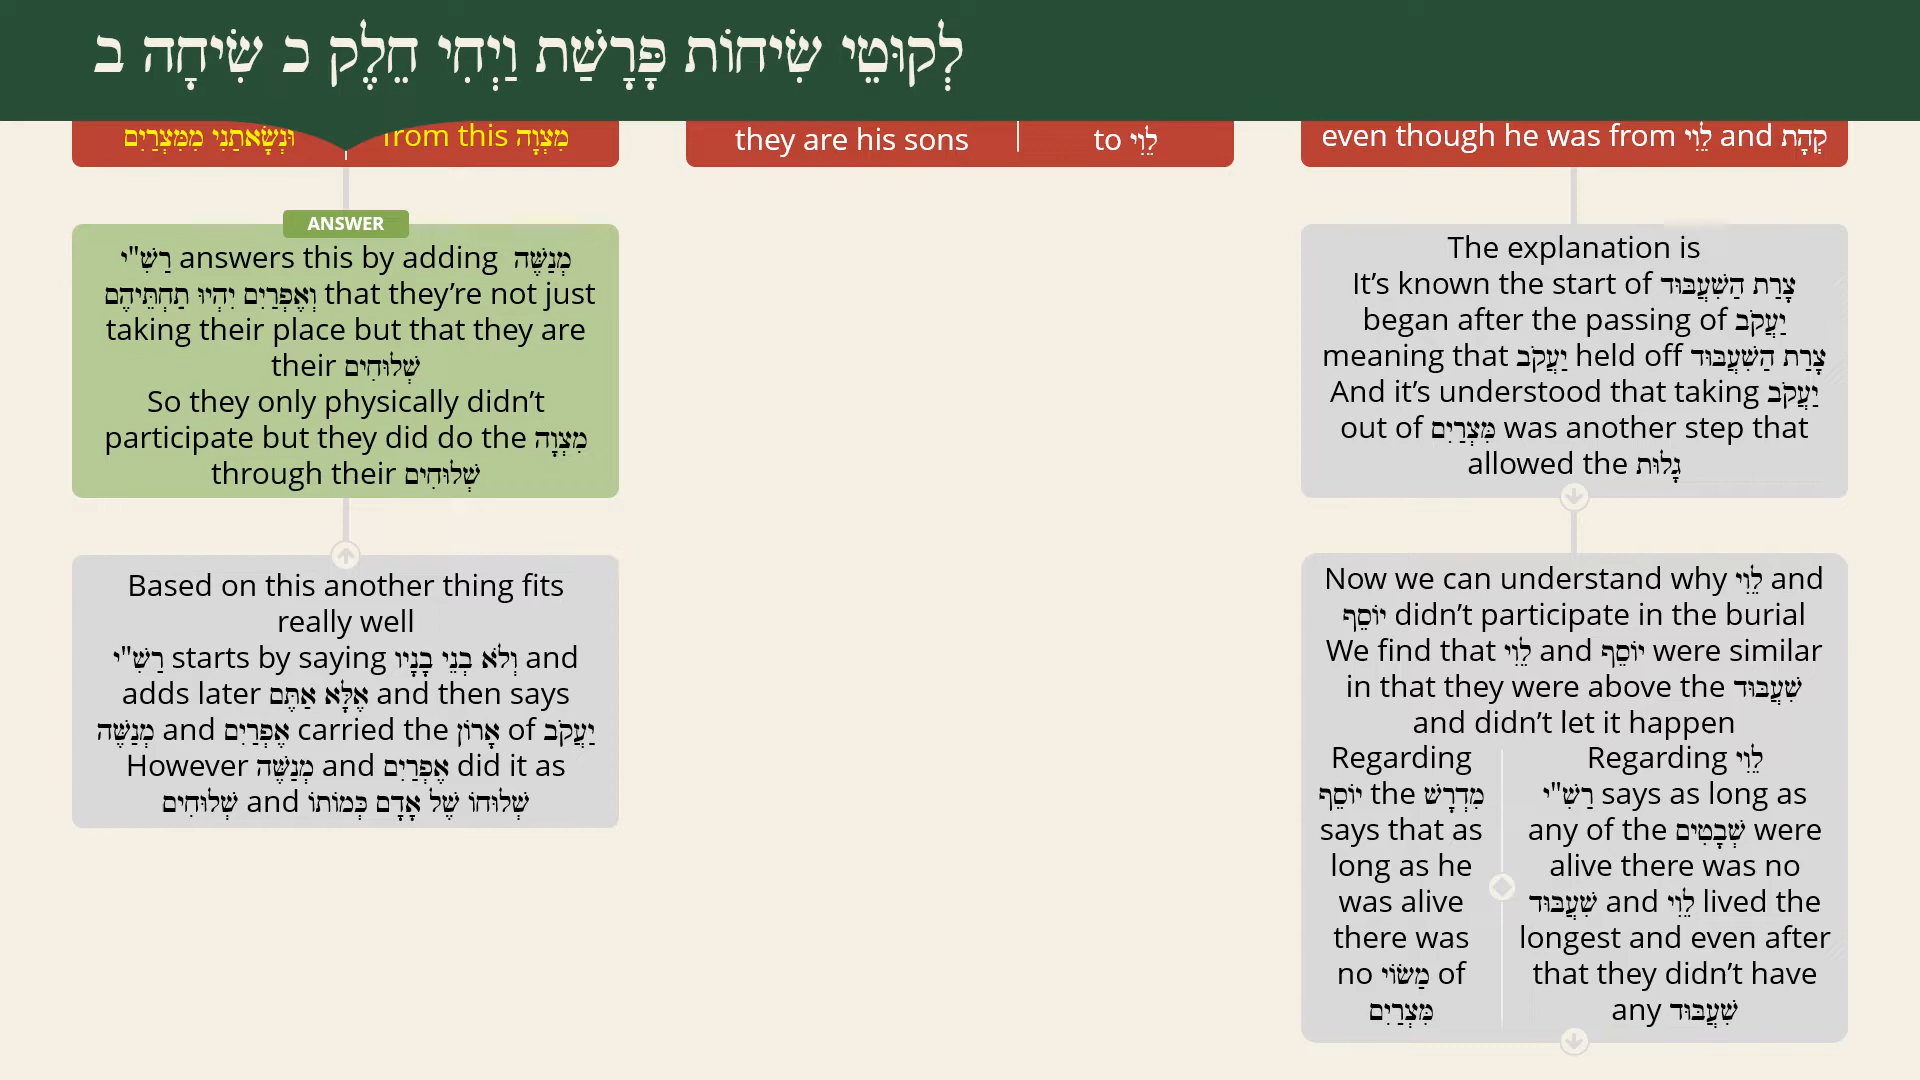 לְקוּטֵי שִׂיחוֹת פָּרָשַׁת וַיְחִי חֵלֶק כ שִׂיחָה ב
וּנְשָׂאתַנִי מִמִּצְרַיִם
from this מִצְוָה
they are his sons
to לֵוִי
even though he was from לֵוִי and קְהָת
ANSWER
רַשִׁ"י answers this by adding מְנַשֶּׁה
וְאֶפְרַיִם יִהְיוּ תַּחְתֵּיהֶם that they’re not just
taking their place but that they are
their שְׁלוּחִים
So they only physically didn’t
participate but they did do the מִצְוָה
through their שְׁלוּחִים
Based on this another thing fits
really well
רַשִׁ"י starts by saying וְלֹא בְּנֵי בָנָיו and
adds later אֶלָּא אַתֶּם and then says
מְנַשֶּׁה and אֶפְרַיִם carried the אָרוֹן of יַעֲקֹב
However מְנַשֶּׁה and אֶפְרַיִם did it as
שְׁלוּחִים and שְׁלוּחוֹ שֶׁל אָדָם כְּמוֹתוֹ
The explanation is
It’s known the start of צָרַת הַשִׁעֲבּוּד
began after the passing of יַעֲקֹב
meaning that יַעֲקֹב held off צָרַת הַשִׁעֲבּוּד
And it’s understood that taking יַעֲקֹב
out of מִּצְרַיִם was another step that
allowed the גָלוּת
Now we can understand why לֵוִי and
יוֹסֵף didn’t participate in the burial
We find that לֵוִי and יוֹסֵף were similar
in that they were above the שִׁעֲבּוּד
and didn’t let it happen
Regarding
יוֹסֵף the מִדְרָשׁ
says that as
long as he
was alive
there was
no מַשׂוֹי of
מִּצְרַיִם
Regarding לֵוִי
רַשִׁ"י says as long as
any of the שְׁבָטִים were
alive there was no
שִׁעֲבּוּד and לֵוִי lived the
longest and even after
that they didn’t have
any שִׁעֲבּוּד